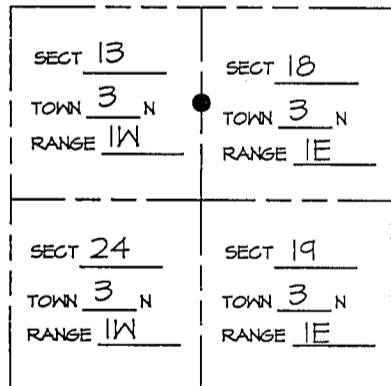 SECT 13
TOWN 3 N
RANGE 1W
SECT 18
TOWN 3 N
RANGE 1E
SECT 24
TOWN 3 N
RANGE 1W
SECT 19
TOWN 3 N
RANGE 1E